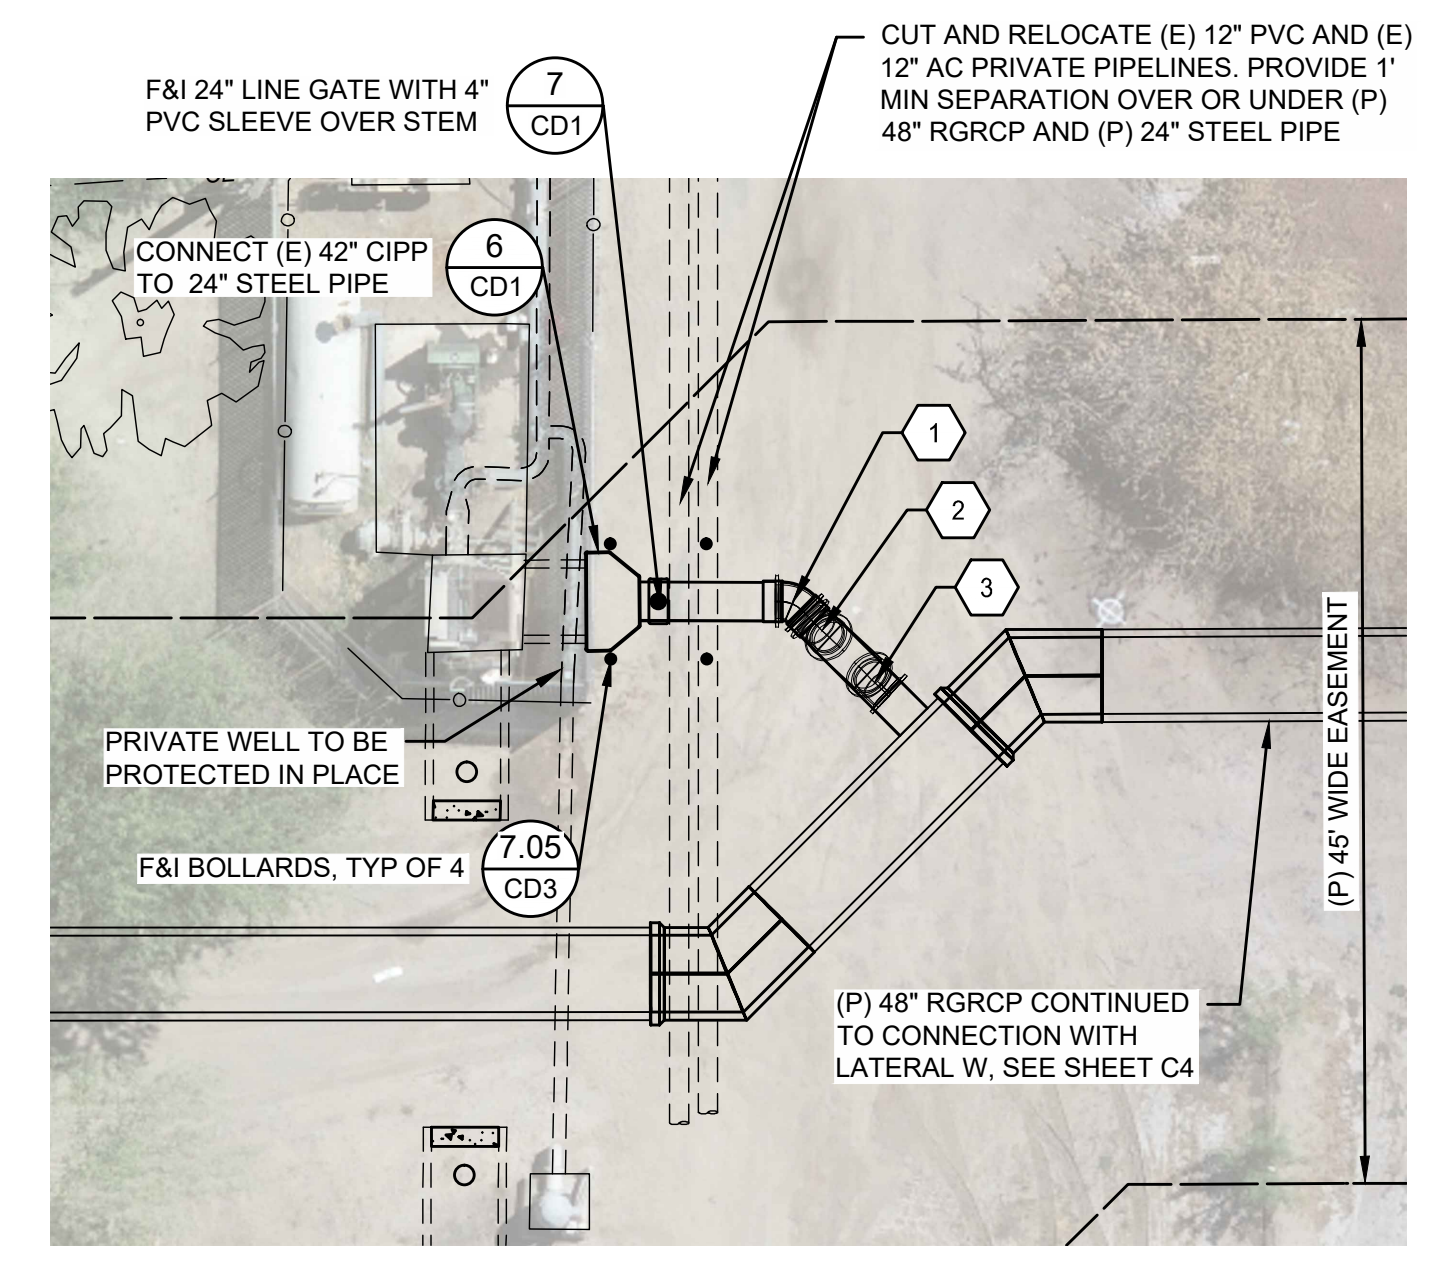 CUT AND RELOCATE (E) 12" PVC AND (E)
12" AC PRIVATE PIPELINES. PROVIDE 1'
MIN SEPARATION OVER OR UNDER (P)
48" RGRCP AND (P) 24" STEEL PIPE
F&I 24" LINE GATE WITH 4"
PVC SLEEVE OVER STEM
7
CD1
CONNECT (E) 42" CIPP
TO 24" STEEL PIPE
6
CD1
1
2
3
(P) 45' WIDE EASEMENT
PRIVATE WELL TO BE
PROTECTED IN PLACE
F&I BOLLARDS, TYP OF 4
7.05
CD3
(P) 48" RGRCP CONTINUED
TO CONNECTION WITH
LATERAL W, SEE SHEET C4